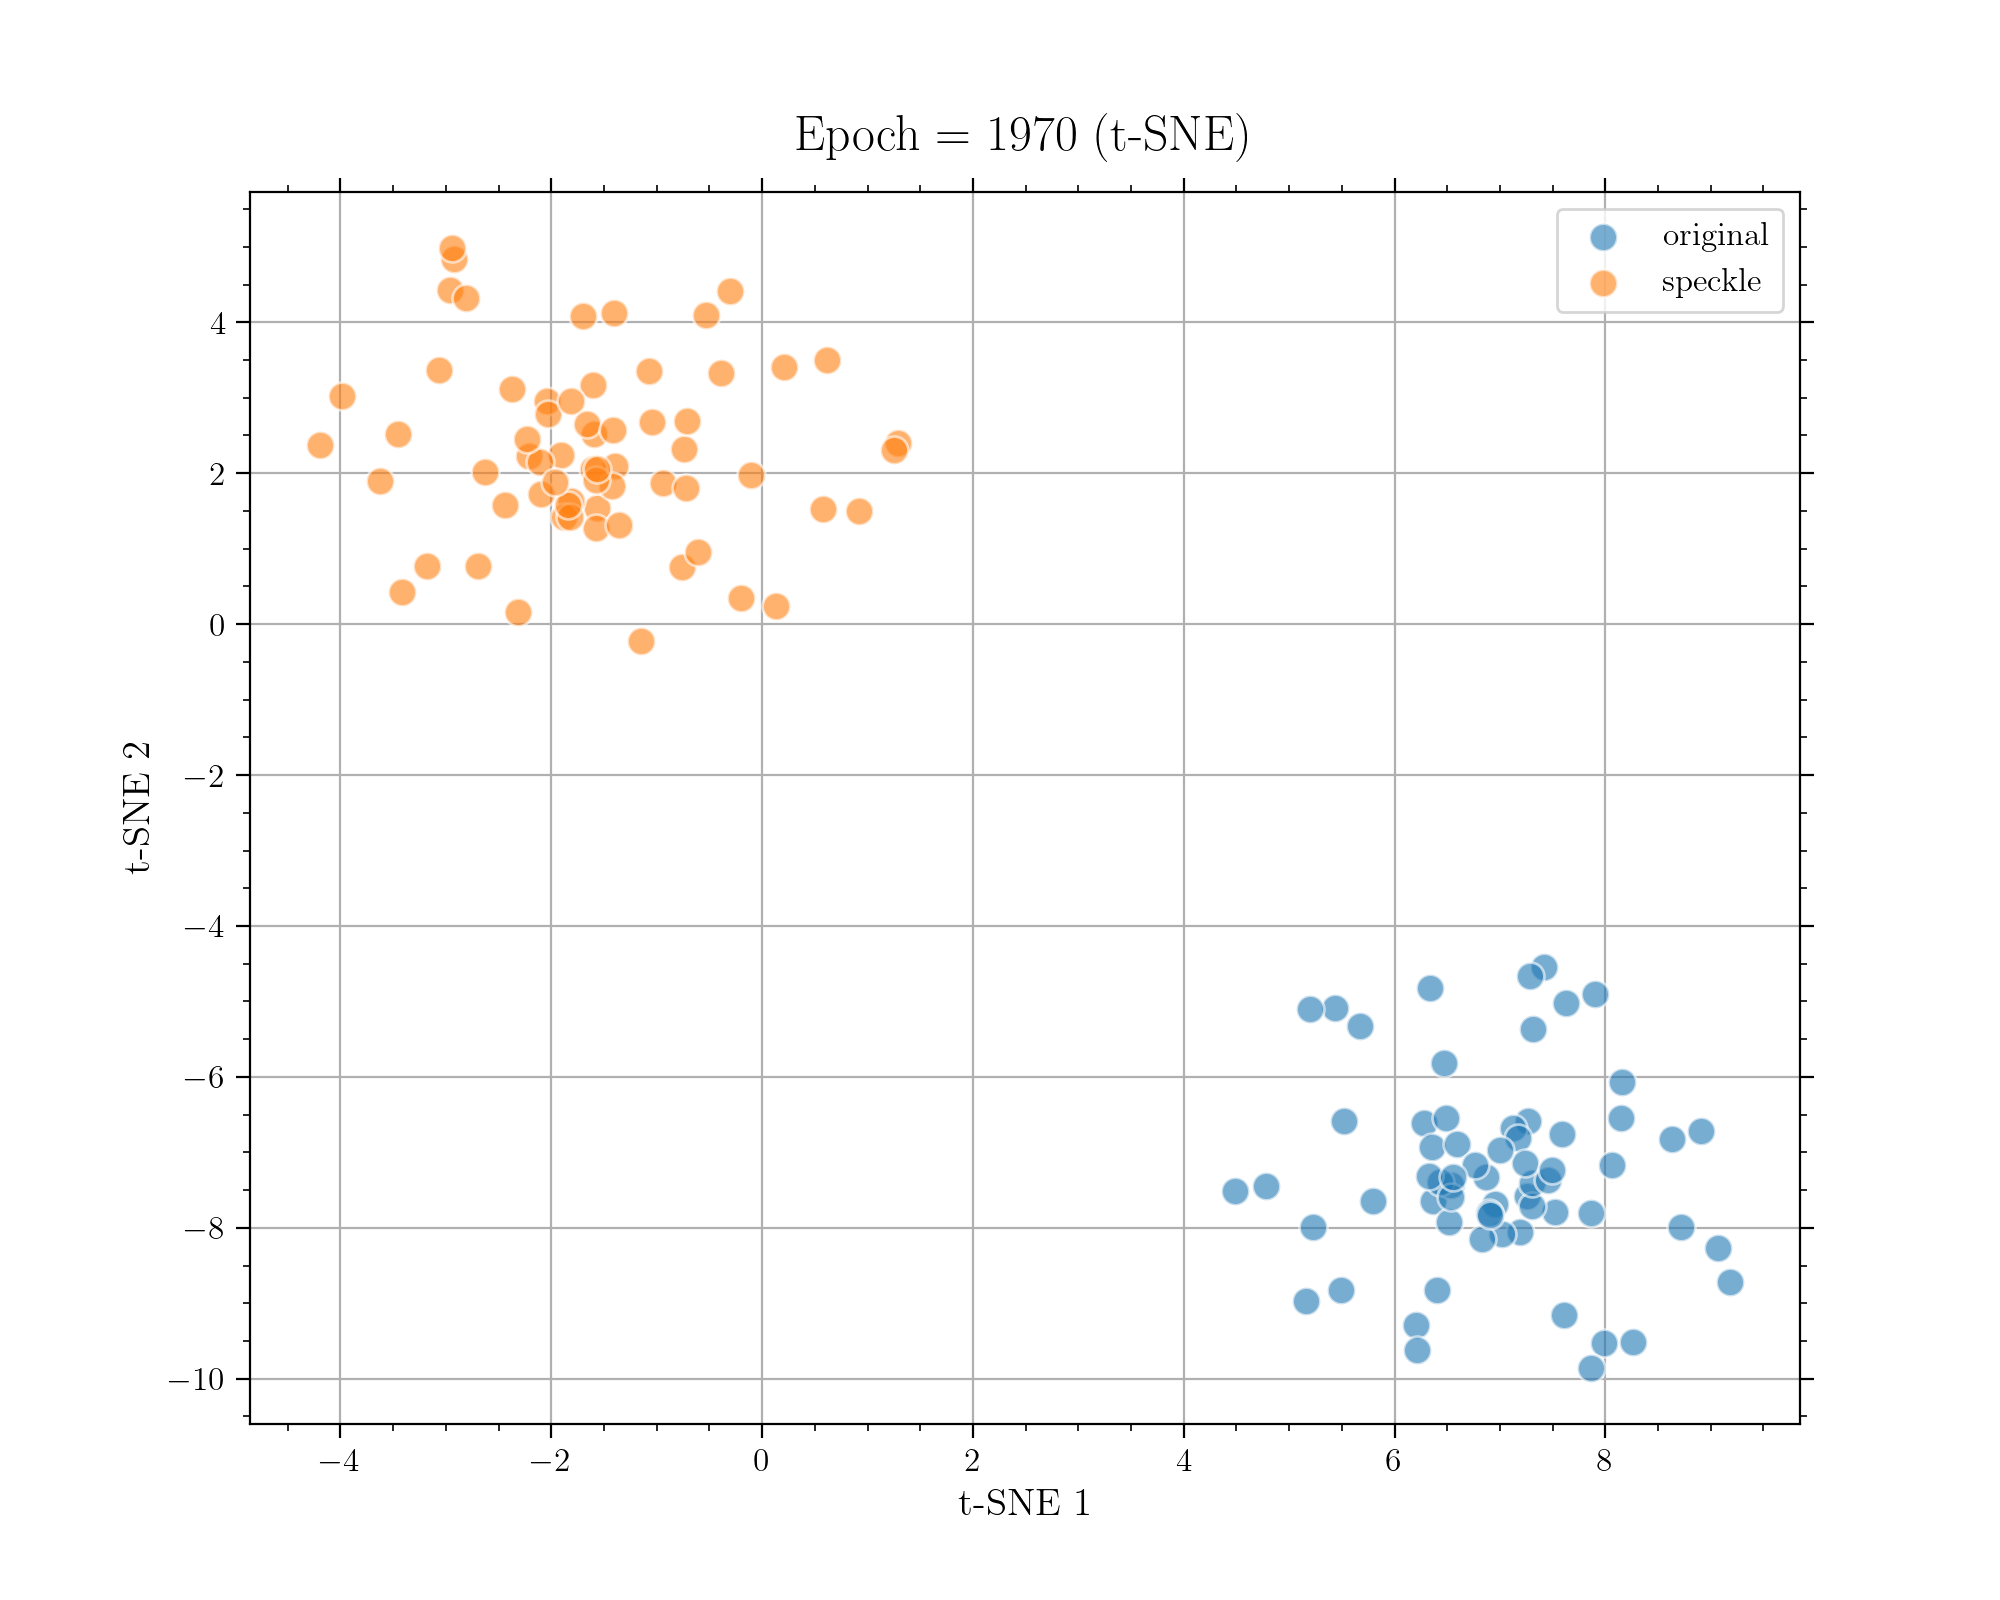 Epoch = 1970 (t-SNE)
original
speckle
4
2
0
−2
−4
−6
−8
−10
t-SNE 2
−4 −2 0 2 4 6 8
t-SNE 1